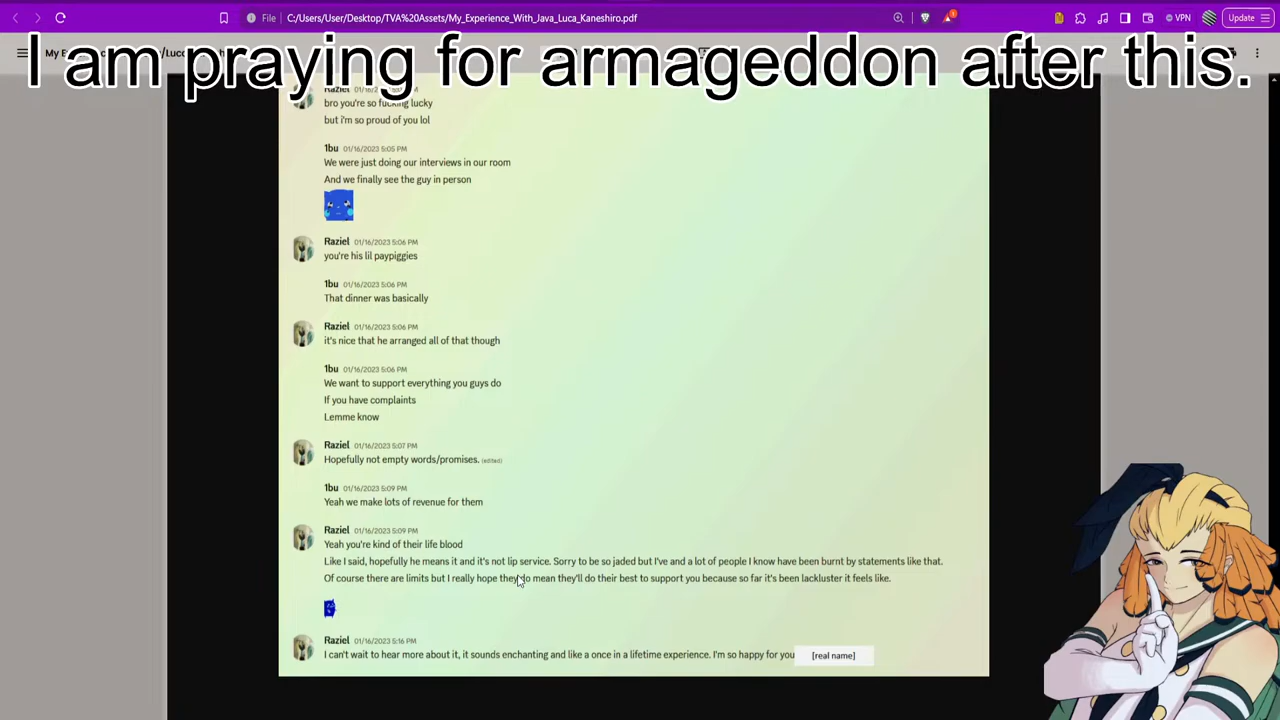 File C:/Users/User/Desktop/TVA%20Assets/My_Experience_With_Java_Luca_Kaneshiro.pdf
VPN
Update
I am praying for armageddon after this.
Raziel
bro you're so fucking lucky
but i'm so proud of you lol
1bu 01/16/2023 5:05 PM
We were just doing our interviews in our room
And we finally see the guy in person
Raziel 01/16/2023 5:06 PM
you're his lil paypiggies
1bu 01/16/2023 5:06 PM
That dinner was basically
Raziel 01/16/2023 5:06 PM
it's nice that he arranged all of that though
1bu 01/16/2023 5:06 PM
We want to support everything you guys do
If you have complaints
Lemme know
Raziel 01/16/2023 5:07 PM
Hopefully not empty words/promises. (edited)
1bu 01/16/2023 5:09 PM
Yeah we make lots of revenue for them
Raziel 01/16/2023 5:09 PM
Yeah you're kind of their life blood
Like I said, hopefully he means it and it's not lip service. Sorry to be so jaded but I've and a lot of people I know have been burnt by statements like that.
Of course there are limits but I really hope they do mean they'll do their best to support you because so far it's been lackluster it feels like.
Raziel 01/16/2023 5:16 PM
I can't wait to hear more about it, it sounds enchanting and like a once in a lifetime experience. I'm so happy for you [real name]